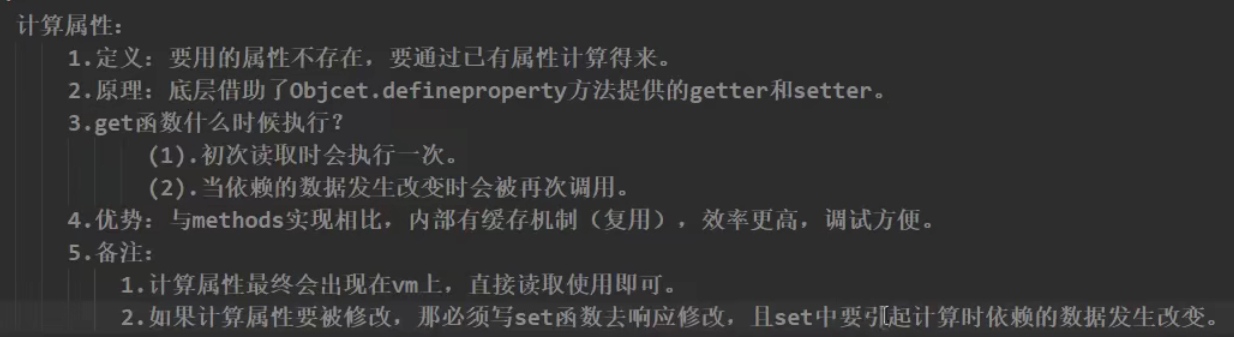 计算属性:
1.定义: 要用的属性不存在，要通过已有属性计算得来。
2.原理: 底层借助了Objcet.defineproperty方法提供的getter和setter。
3.get函数什么时候执行?
(1).初次读取时会执行一次。
(2).当依赖的数据发生改变时会被再次调用。
4.优势: 与methods实现相比，内部有缓存机制（复用），效率更高，调试方便。
5.备注:
1.计算属性最终会出现在vm上，直接读取使用即可。
2.如果计算属性要被修改，那必须写set函数去响应修改，且set中要引起计算时依赖的数据发生改变。